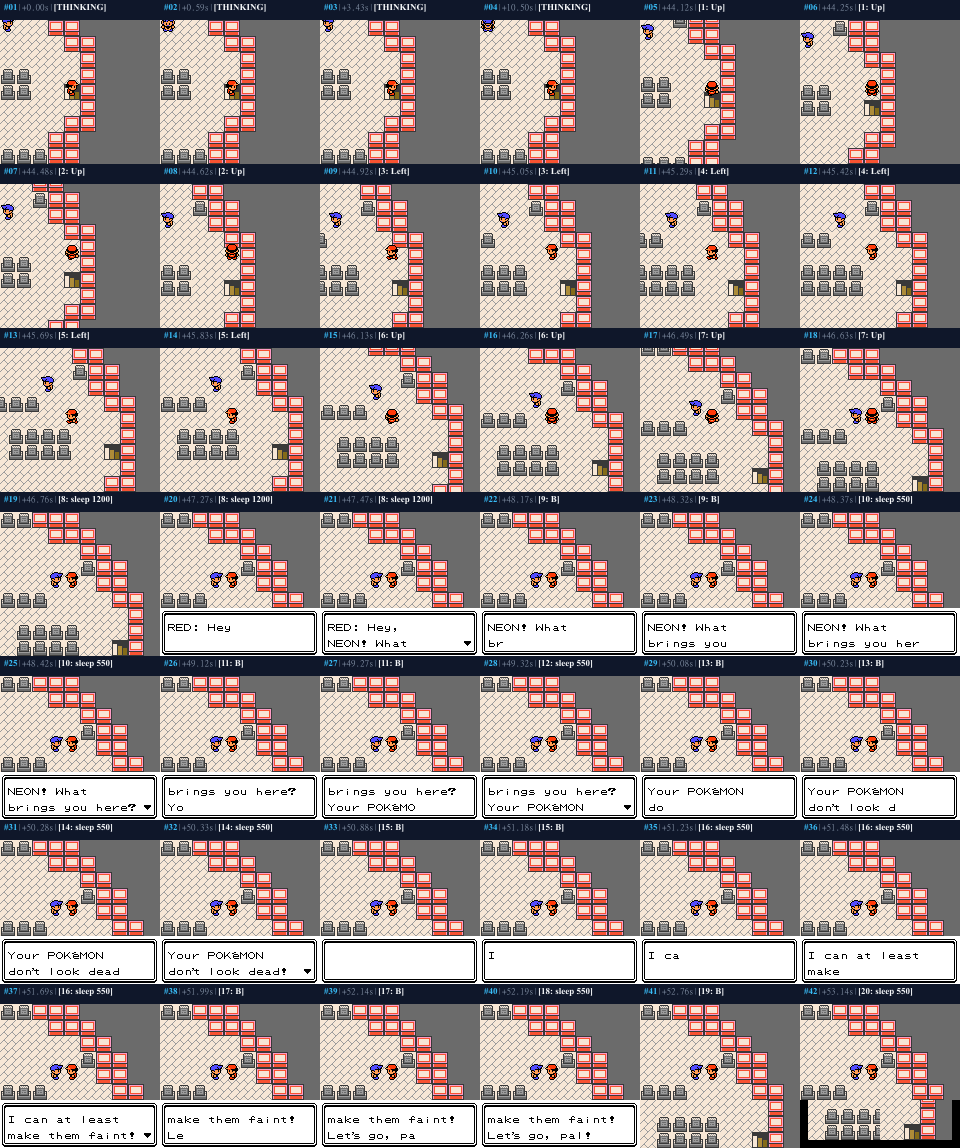 #01|+0.00s|[THINKING]
#02|+0.59s|[THINKING]
#03|+3.43s|[THINKING]
#04|+10.50s|[THINKING]
#05|+44.12s|[1: Up]
#06|+44.25s|[1: Up]
#07|+44.48s|[2: Up]
#08|+44.62s|[2: Up]
#09|+44.92s|[3: Left]
#10|+45.05s|[3: Left]
#11|+45.29s|[4: Left]
#12|+45.42s|[4: Left]
#13|+45.69s|[5: Left]
#14|+45.83s|[5: Left]
#15|+46.13s|[6: Up]
#16|+46.26s|[6: Up]
#17|+46.49s|[7: Up]
#18|+46.63s|[7: Up]
#19|+46.76s|[8: sleep 1200]
#20|+47.27s|[8: sleep 1200]
#21|+47.47s|[8: sleep 1200]
#22|+48.17s|[9: B]
#23|+48.32s|[9: B]
#24|+48.37s|[10: sleep 550]
RED: Hey
RED: Hey,
NEON! What
NEON! What
br
NEON! What
brings you
NEON! What
brings you her
#25|+48.42s|[10: sleep 550]
#26|+49.12s|[11: B]
#27|+49.27s|[11: B]
#28|+49.32s|[12: sleep 550]
#29|+50.08s|[13: B]
#30|+50.23s|[13: B]
NEON! What
brings you here?
brings you here?
Yo
brings you here?
Your POKéMO
brings you here?
Your POKéMON
Your POKéMON
do
Your POKéMON
don't look d
#31|+50.28s|[14: sleep 550]
#32|+50.33s|[14: sleep 550]
#33|+50.88s|[15: B]
#34|+51.18s|[15: B]
#35|+51.23s|[16: sleep 550]
#36|+51.48s|[16: sleep 550]
Your POKéMON
don't look dead
Your POKéMON
don't look dead!
I
I ca
I can at least
make
#37|+51.69s|[16: sleep 550]
#38|+51.99s|[17: B]
#39|+52.14s|[17: B]
#40|+52.19s|[18: sleep 550]
#41|+52.76s|[19: B]
#42|+53.14s|[20: sleep 550]
I can at least
make them faint!
make them faint!
Le
make them faint!
Let's go, pa
make them faint!
Let's go, pal!